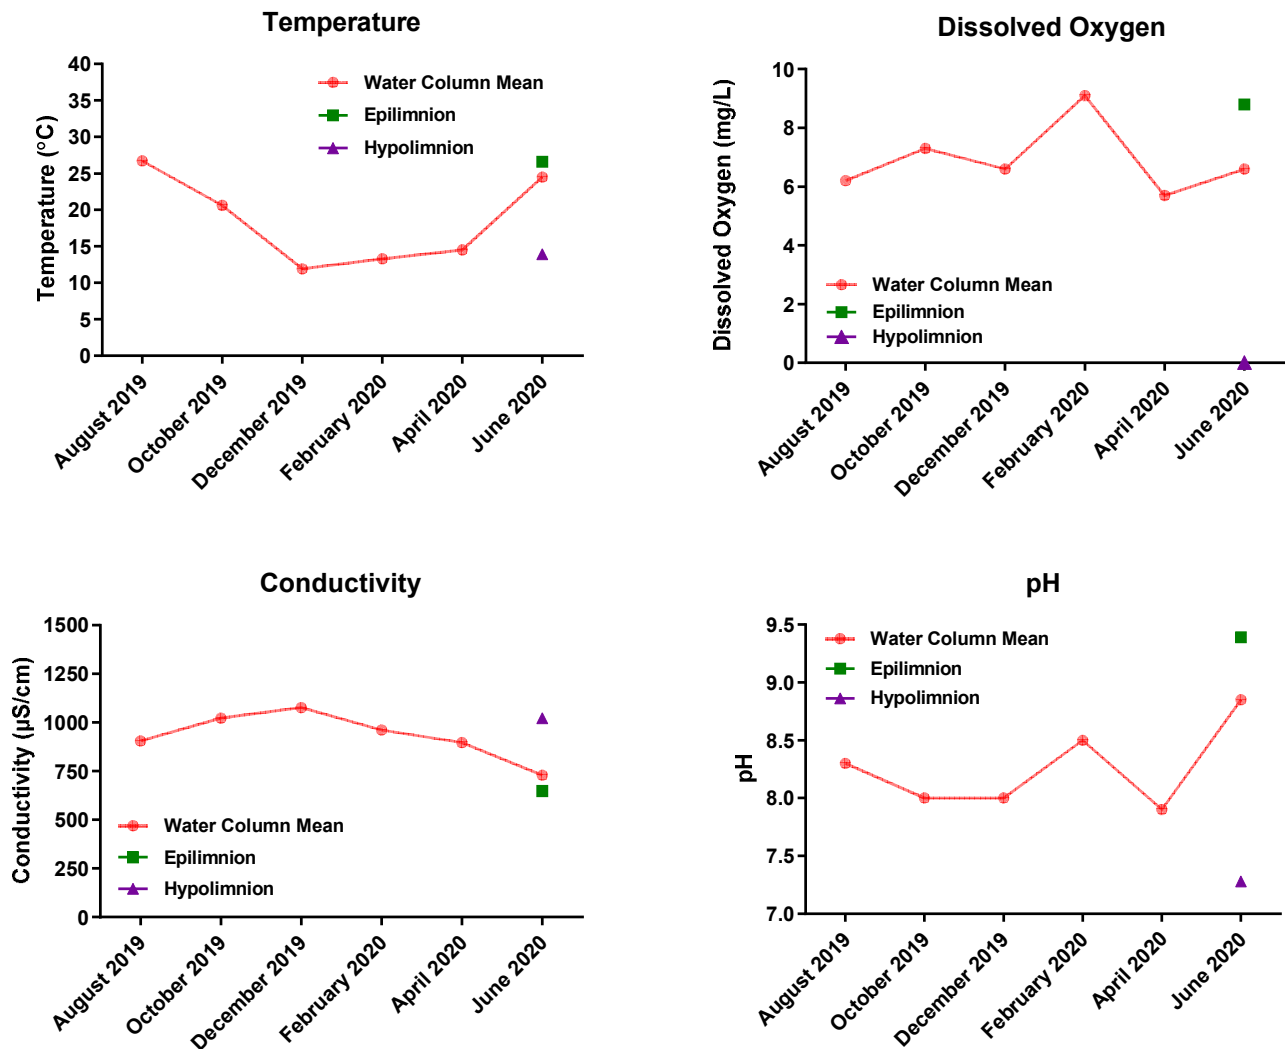 Temperature
Temperature (°C)
40
35
30
25
20
15
10
5
0
Water Column Mean
Epilimnion
Hypolimnion
August 2019
October 2019
December 2019
February 2020
April 2020
June 2020
Dissolved Oxygen
Dissolved Oxygen (mg/L)
10
8
6
4
2
0
Water Column Mean
Epilimnion
Hypolimnion
August 2019
October 2019
December 2019
February 2020
April 2020
June 2020
Conductivity
Conductivity (µS/cm)
1500
1250
1000
750
500
250
0
Water Column Mean
Epilimnion
Hypolimnion
August 2019
October 2019
December 2019
February 2020
April 2020
June 2020
pH
pH
9.5
9.0
8.5
8.0
7.5
7.0
Water Column Mean
Epilimnion
Hypolimnion
August 2019
October 2019
December 2019
February 2020
April 2020
June 2020